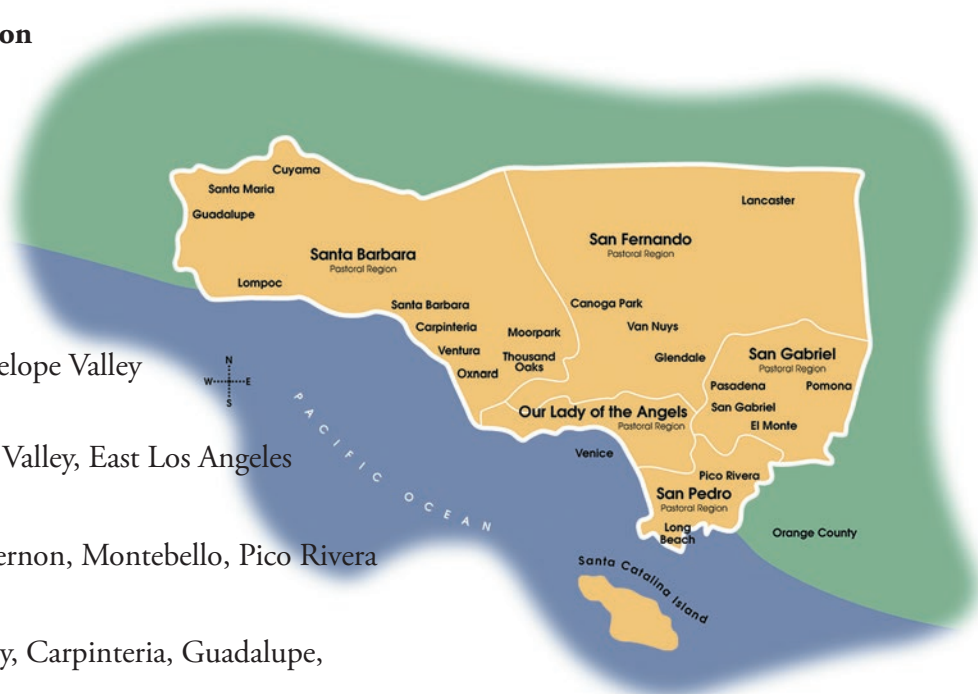 on
Cuyama
Santa Maria
Guadalupe
Lancaster
San Fernando
Pastoral Region
Santa Barbara
Pastoral Region
Lompoc
Santa Barbara
Carpinteria
Ventura
Oxnard
Moorpark
Thousand
Oaks
Canoga Park
Van Nuys
Glendale
San Gabriel
Pastoral Region
Pasadena
Pomona
San Gabriel
El Monte
elope Valley
N
W E
S
Our Lady of the Angels
Pastoral Region
Venice
Valley, East Los Angeles
PACIFIC OCEAN
Pico Rivera
San Pedro
Pastoral Region
Long
Beach
Orange County
ernon, Montebello, Pico Rivera
Santa Catalina Island
y, Carpinteria, Guadalupe,